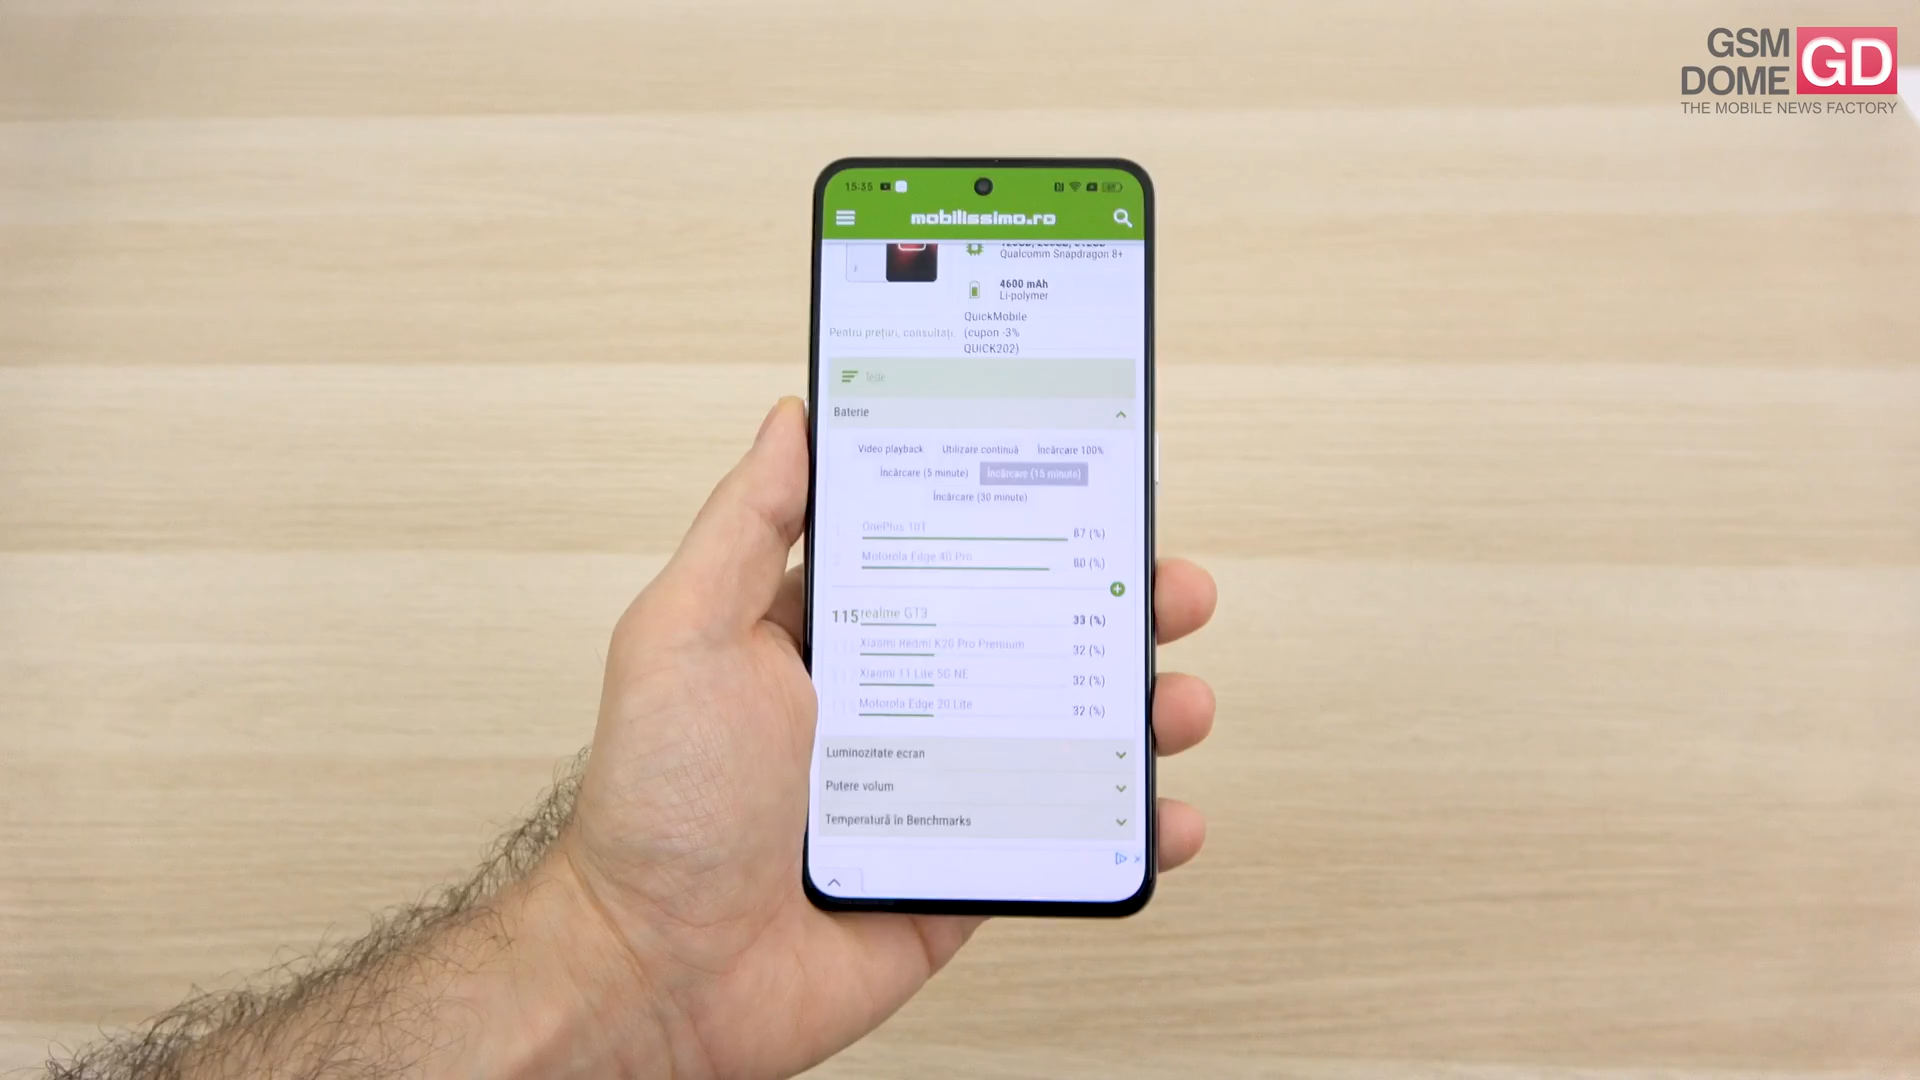 GSM
DOME
GD
THE MOBILE NEWS FACTORY
15:35
mobilissimo.ro
Qualcomm Snapdragon 8+
4600 mAh
Li-polymer
QuickMobile
Pentru prețuri, consultați:
(cupon -3%
QUICK202)
Teste
Baterie
Video playback Utilizare continuă Încărcare 100%
Încărcare (5 minute) Încărcare (15 minute)
Încărcare (30 minute)
OnePlus 10T 87 (%)
Motorola Edge 40 Pro 80 (%)
115 realme GT3 33 (%)
Xiaomi Redmi K20 Pro Premium 32 (%)
Xiaomi 11 Lite 5G NE 32 (%)
Motorola Edge 20 Lite 32 (%)
Luminozitate ecran
Putere volum
Temperatură în Benchmarks